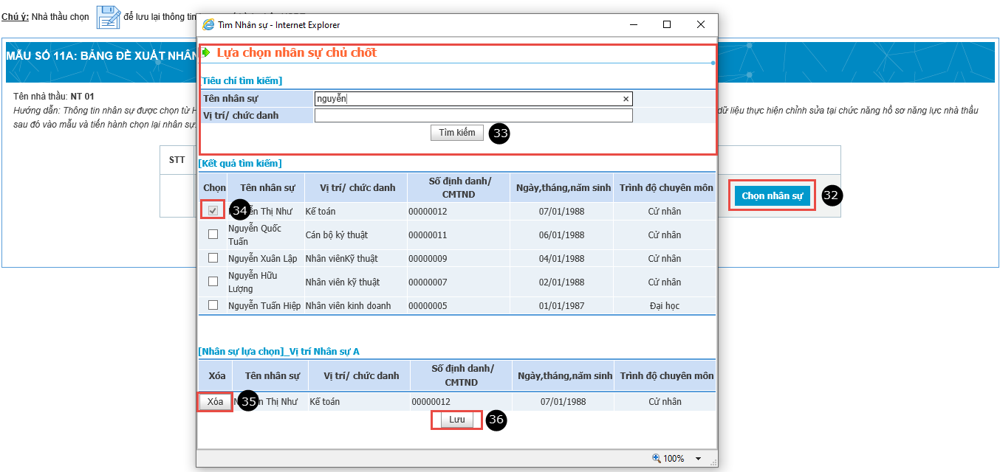 Chú ý: Nhà thầu chọn để lưu lại thông tin
MẪU SỐ 11A: BẢNG ĐỀ XUẤT NHÂN
Tên nhà thầu: NT 01
Hướng dẫn: Thông tin nhân sự được chọn từ
dữ liệu thực hiện chỉnh sửa tại chức năng hồ sơ năng lực nhà thầu
sau đó vào mẫu và tiến hành chọn lại nhân sự.
STT
Chọn nhân sự
32
Tìm Nhân sự - Internet Explorer
Lựa chọn nhân sự chủ chốt
[Tiêu chí tìm kiếm]
Tên nhân sự nguyễn ×
Vị trí/ chức danh
Tìm kiếm 33
[Kết quả tìm kiếm]
Chọn Tên nhân sự Vị trí/ chức danh Số định danh/ CMTND Ngày,tháng,năm sinh Trình độ chuyên môn
34 Thị Như Kế toán 00000012 07/01/1988 Cử nhân
Nguyễn Quốc Tuấn Cán bộ kỹ thuật 00000011 06/01/1988 Cử nhân
Nguyễn Xuân Lập Nhân viênKỹ thuật 00000009 04/01/1988 Cử nhân
Nguyễn Hữu Lượng Nhân viên kỹ thuật 00000007 02/01/1988 Cử nhân
Nguyễn Tuấn Hiệp Nhân viên kinh doanh 00000005 01/01/1987 Đại học
[Nhân sự lựa chọn]_Vị trí Nhân sự A
Xóa Tên nhân sự Vị trí/ chức danh Số định danh/ CMTND Ngày,tháng,năm sinh Trình độ chuyên môn
Xóa 35 Thị Như Kế toán 00000012 07/01/1988 Cử nhân
Lưu 36
100%